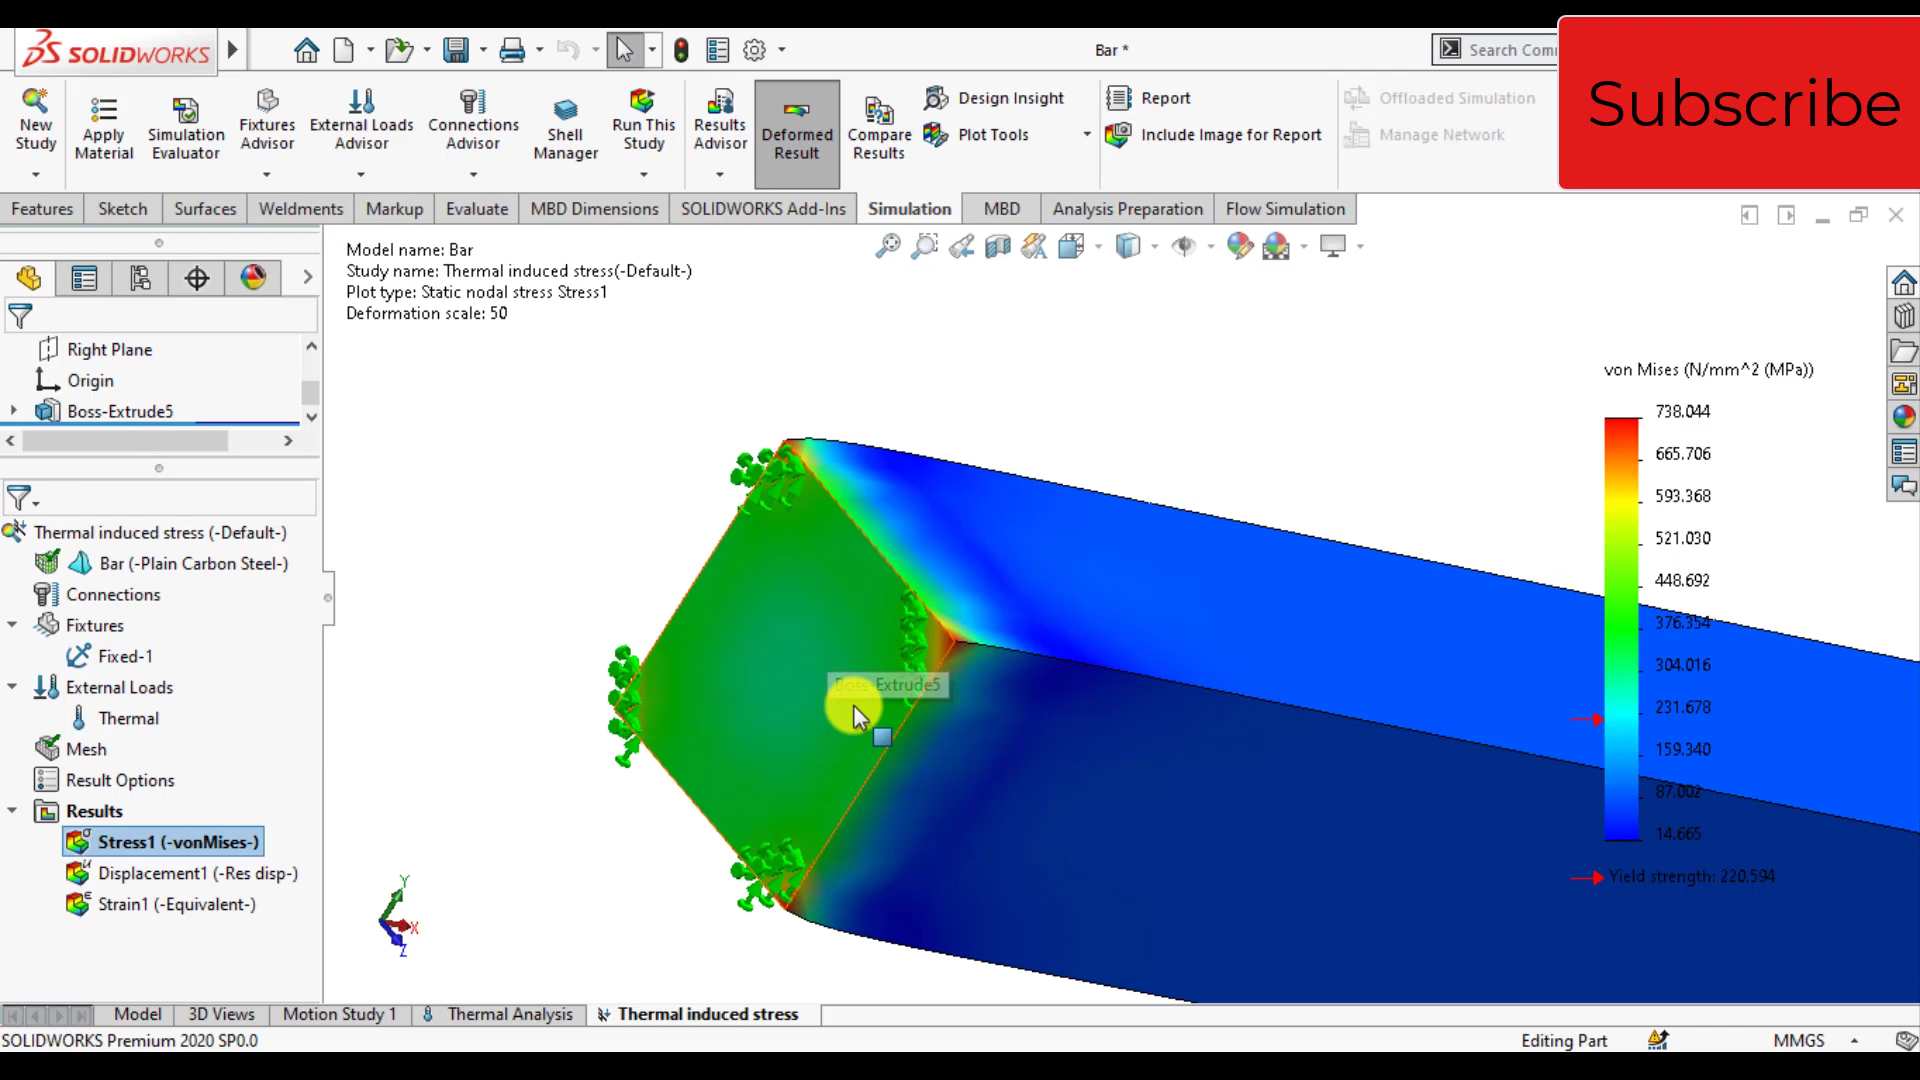 SOLIDWORKS
Bar *
Search Com
Subscribe
New Study
Apply Material
Simulation Evaluator
Fixtures Advisor
External Loads Advisor
Connections Advisor
Shell Manager
Run This Study
Results Advisor
Deformed Result
Compare Results
Design Insight
Plot Tools
Report
Include Image for Report
Offloaded Simulation
Manage Network
Features
Sketch
Surfaces
Weldments
Markup
Evaluate
MBD Dimensions
SOLIDWORKS Add-Ins
Simulation
MBD
Analysis Preparation
Flow Simulation
Model name: Bar
Study name: Thermal induced stress(-Default-)
Plot type: Static nodal stress Stress1
Deformation scale: 50
Right Plane
Origin
Boss-Extrude5
Thermal induced stress (-Default-)
Bar (-Plain Carbon Steel-)
Connections
Fixtures
Fixed-1
External Loads
Thermal
Mesh
Result Options
Results
Stress1 (-vonMises-)
Displacement1 (-Res disp-)
Strain1 (-Equivalent-)
Boss-Extrude5
Y
X
Z
von Mises (N/mm^2 (MPa))
738.044
665.706
593.368
521.030
448.692
376.354
304.016
231.678
159.340
87.002
14.665
Yield strength: 220.594
Model
3D Views
Motion Study 1
Thermal Analysis
Thermal induced stress
SOLIDWORKS Premium 2020 SP0.0
Editing Part
MMGS